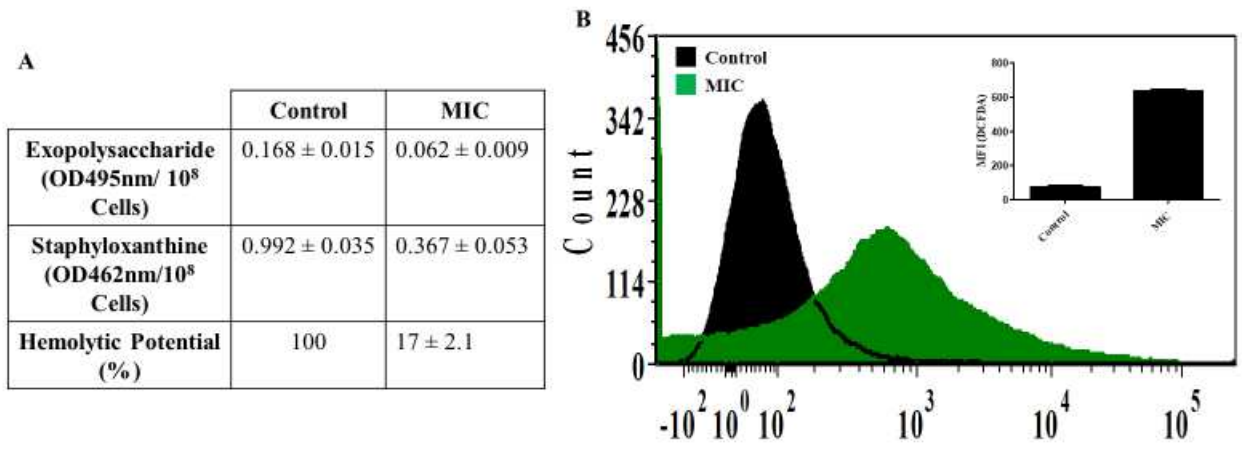 A
Control MIC
Exopolysaccharide
(OD495nm/ 10⁸
Cells)
0.168 ± 0.015 0.062 ± 0.009
Staphyloxanthine
(OD462nm/10⁸
Cells)
0.992 ± 0.035 0.367 ± 0.053
Hemolytic Potential
(%)
100 17 ± 2.1
B
Control
MIC
Count
456
342
228
114
0
-10² 10⁰ 10² 10³ 10⁴ 10⁵
MFI (DCFDA)
800
600
400
200
0
Control
MIC